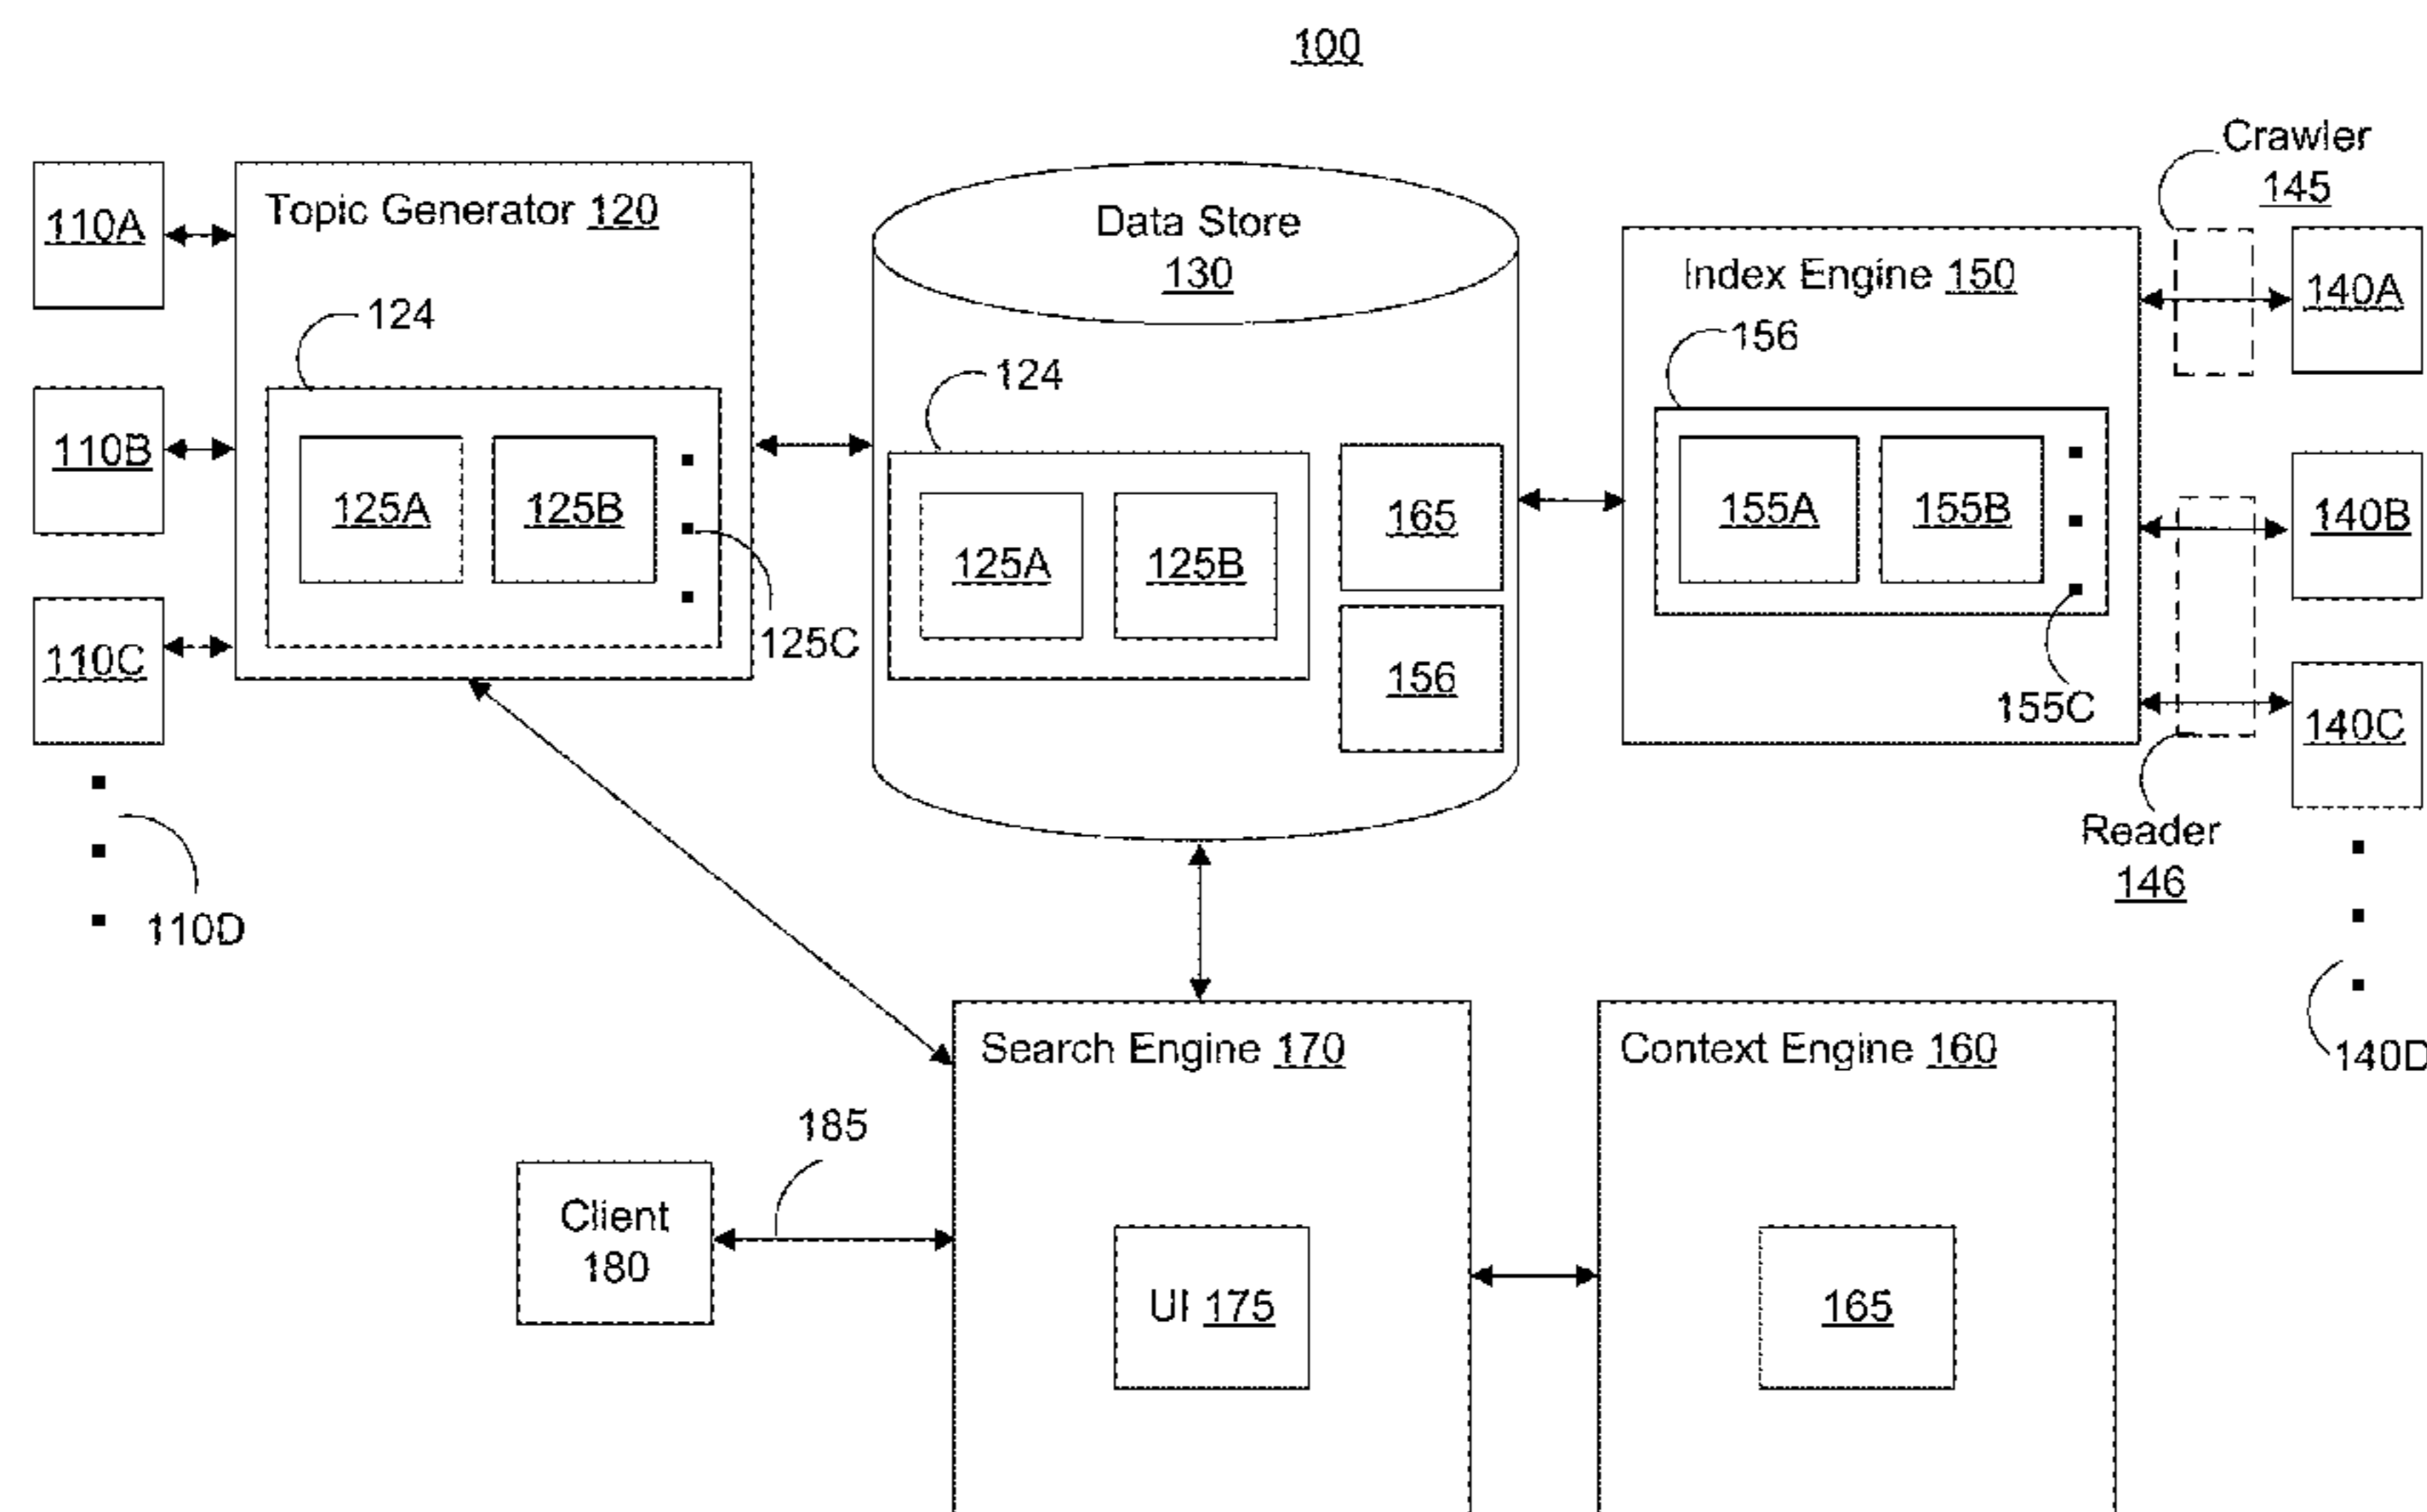 100
Crawler
145
110A
Topic Generator 120
Data Store
130
Index Engine 150
140A
124
156
124
110B
125A
125B
165
155A
155B
140B
125A
125B
110C
125C
156
155C
140C
Reader
146
110D
Search Engine 170
Context Engine 160
140D
185
Client
180
UI 175
165